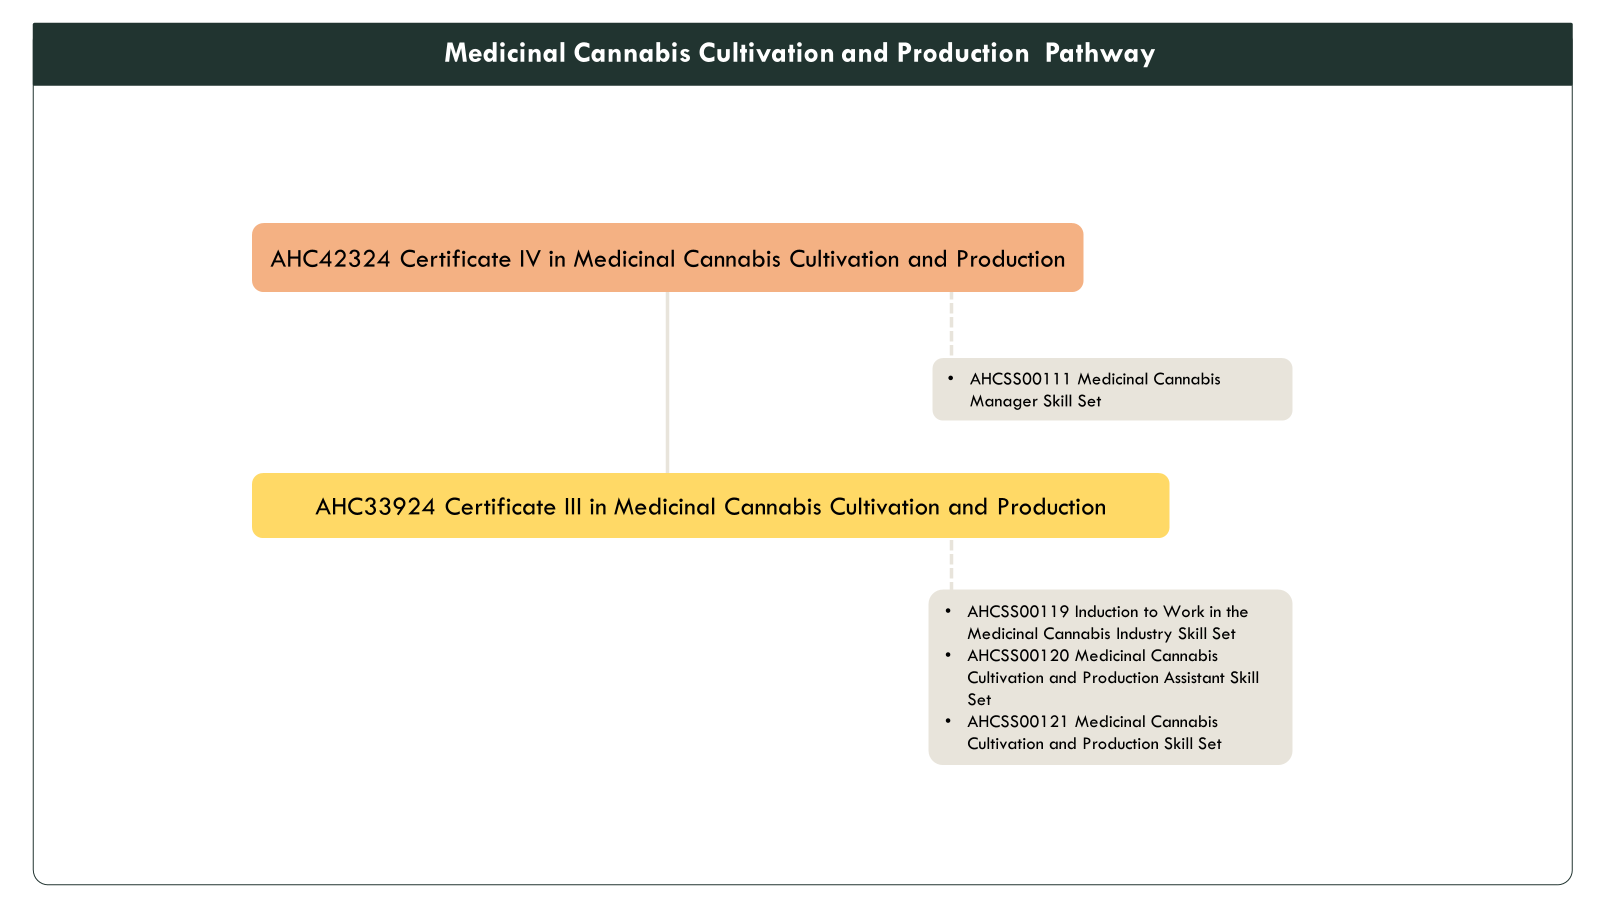 Medicinal Cannabis Cultivation and Production  Pathway
AHC42324 Certificate IV in Medicinal Cannabis Cultivation and Production
• AHCSS00111 Medicinal Cannabis
Manager Skill Set
AHC33924 Certificate III in Medicinal Cannabis Cultivation and Production
• AHCSS00119 Induction to Work in the
Medicinal Cannabis Industry Skill Set
• AHCSS00120 Medicinal Cannabis
Cultivation and Production Assistant Skill
Set
• AHCSS00121 Medicinal Cannabis
Cultivation and Production Skill Set